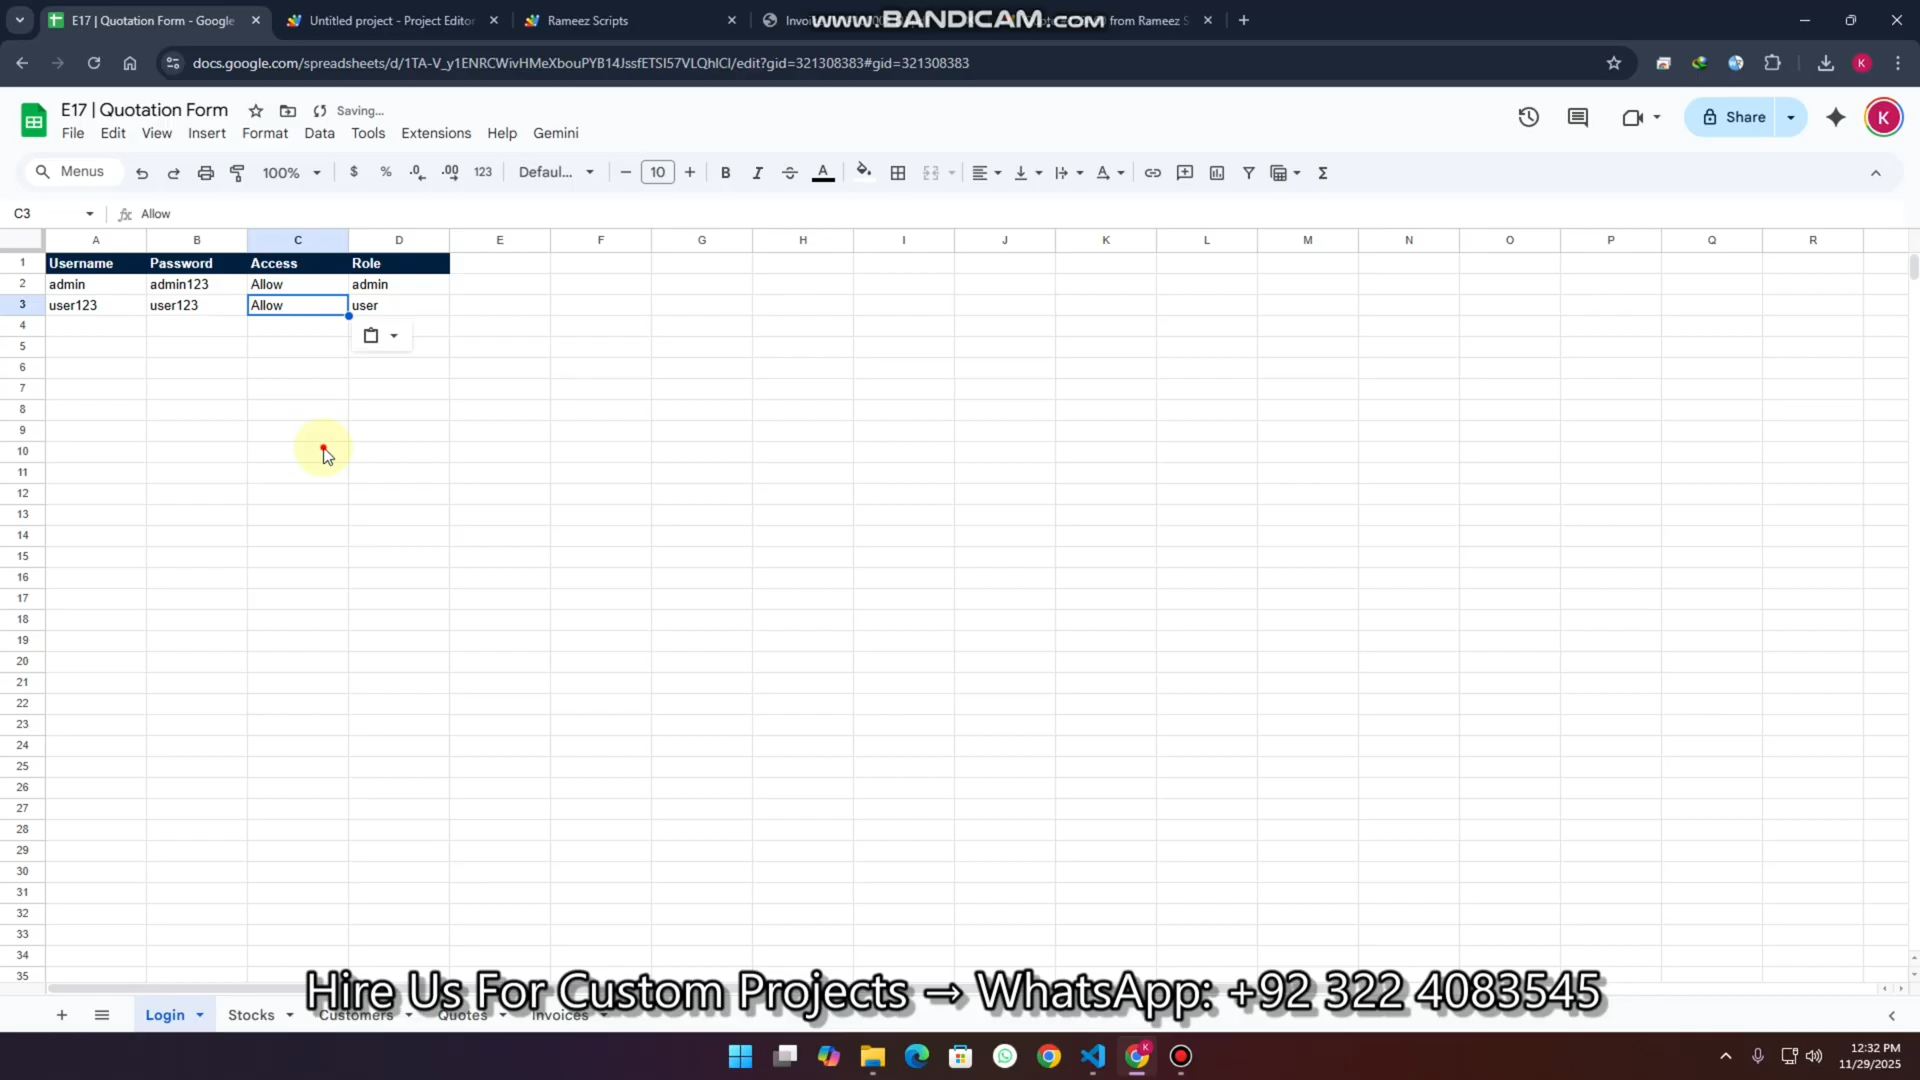 E17 | Quotation Form - Google
Untitled project - Project Editor
Rameez Scripts
Invoi
from Rameez S
www.BANDICAM.com
docs.google.com/spreadsheets/d/1TA-V_y1ENRCWivHMeXbouPYB14JssfETSI57VLQhlCI/edit?gid=321308383#gid=321308383
K
E17 | Quotation Form
Saving...
File Edit View Insert Format Data Tools Extensions Help Gemini
Share
K
Menus
100%
$ % .0 .00 123
Defaul...
10
B I A
C3
fx Allow
A B C D E F G H I J K L M N O P Q R
1 Username Password Access Role
2 admin admin123 Allow admin
3 user123 user123 Allow user
4
5
6
7
8
9
10
11
12
13
14
15
16
17
18
19
20
21
22
23
24
25
26
27
28
29
30
31
32
33
34
35
Hire Us For Custom Projects → WhatsApp: +92 322 4083545
Login Stocks Customers Quotes Invoices
12:32 PM
11/29/2025